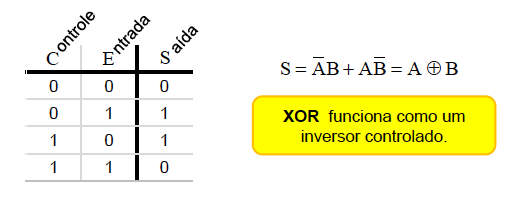 Controle Entrada Saída
0 0 0
0 1 1
1 0 1
1 1 0
S = A̅B + AB̅ = A ⊕ B
XOR funciona como um
inversor controlado.